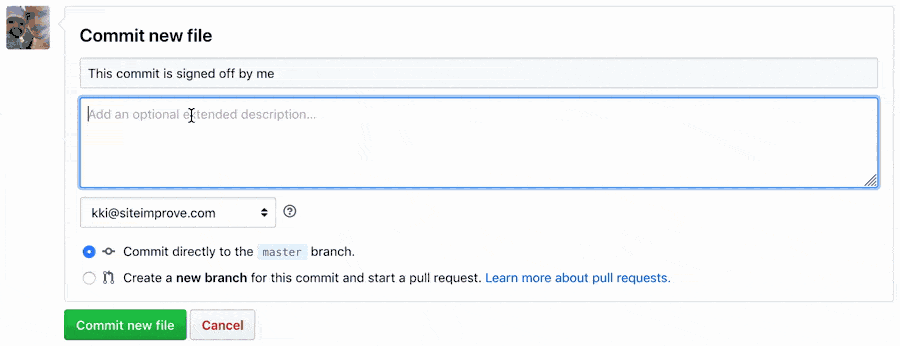 Commit new file
This commit is signed off by me
Add an optional extended description...
kki@siteimprove.com
Commit directly to the master branch.
Create a new branch for this commit and start a pull request. Learn more about pull requests.
Commit new file
Cancel